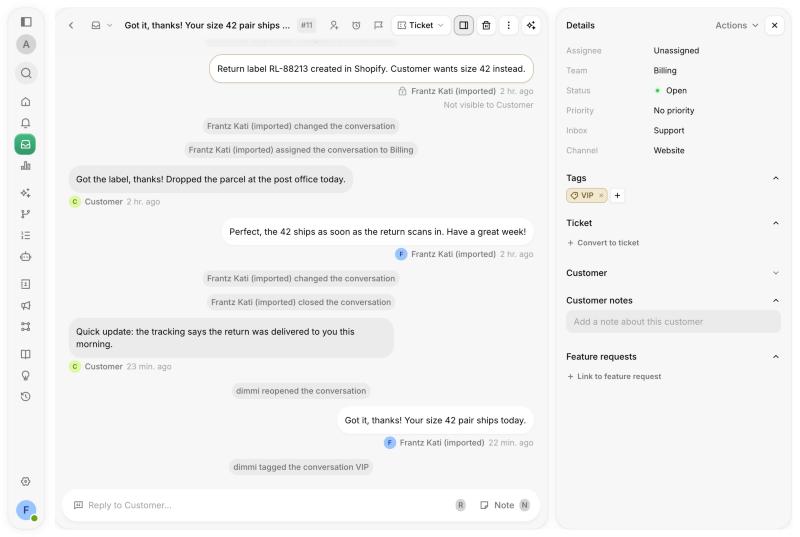 Got it, thanks! Your size 42 pair ships ...
#11
Ticket
A
Return label RL-88213 created in Shopify. Customer wants size 42 instead.
Frantz Kati (imported) 2 hr. ago
Not visible to Customer
Frantz Kati (imported) changed the conversation
Frantz Kati (imported) assigned the conversation to Billing
Got the label, thanks! Dropped the parcel at the post office today.
C Customer 2 hr. ago
Perfect, the 42 ships as soon as the return scans in. Have a great week!
F Frantz Kati (imported) 2 hr. ago
Frantz Kati (imported) changed the conversation
Frantz Kati (imported) closed the conversation
Quick update: the tracking says the return was delivered to you this
morning.
C Customer 23 min. ago
dimmi reopened the conversation
Got it, thanks! Your size 42 pair ships today.
F Frantz Kati (imported) 22 min. ago
dimmi tagged the conversation VIP
Reply to Customer...
R
Note N
F
Details
Actions
Assignee Unassigned
Team Billing
Status Open
Priority No priority
Inbox Support
Channel Website
Tags
VIP ×
+
Ticket
+ Convert to ticket
Customer
Customer notes
Add a note about this customer
Feature requests
+ Link to feature request